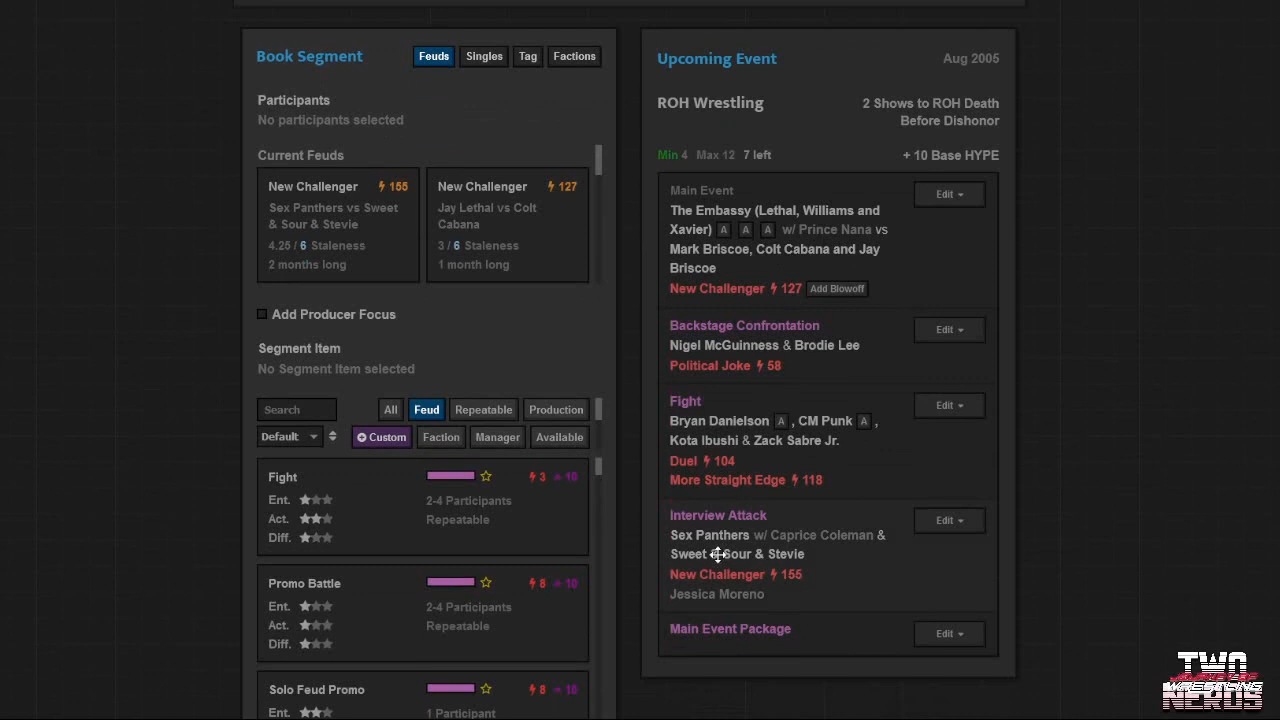 Book Segment
Feuds
Singles
Tag
Factions
Participants
No participants selected
Current Feuds
New Challenger 155
Sex Panthers vs Sweet
& Sour & Stevie
4.25 / 6 Staleness
2 months long
New Challenger 127
Jay Lethal vs Colt
Cabana
3 / 6 Staleness
1 month long
Add Producer Focus
Segment Item
No Segment Item selected
Search
All
Feud
Repeatable
Production
Default
Custom
Faction
Manager
Available
Fight 3 10
Ent. 2-4 Participants
Act. Repeatable
Diff.
Promo Battle 8 10
Ent. 2-4 Participants
Act. Repeatable
Diff.
Solo Feud Promo 8 10
Ent. 1 Participant
Upcoming Event Aug 2005
ROH Wrestling
2 Shows to ROH Death
Before Dishonor
Min 4 Max 12 7 left + 10 Base HYPE
Main Event
Edit
The Embassy (Lethal, Williams and
Xavier) A A A w/ Prince Nana vs
Mark Briscoe, Colt Cabana and Jay
Briscoe
New Challenger 127 Add Blowoff
Backstage Confrontation
Edit
Nigel McGuinness & Brodie Lee
Political Joke 58
Fight
Edit
Bryan Danielson A , CM Punk A ,
Kota Ibushi & Zack Sabre Jr.
Duel 104
More Straight Edge 118
Interview Attack
Edit
Sex Panthers w/ Caprice Coleman &
Sweet & Sour & Stevie
New Challenger 155
Jessica Moreno
Main Event Package
Edit
TWO
WRESTLING
NERDS